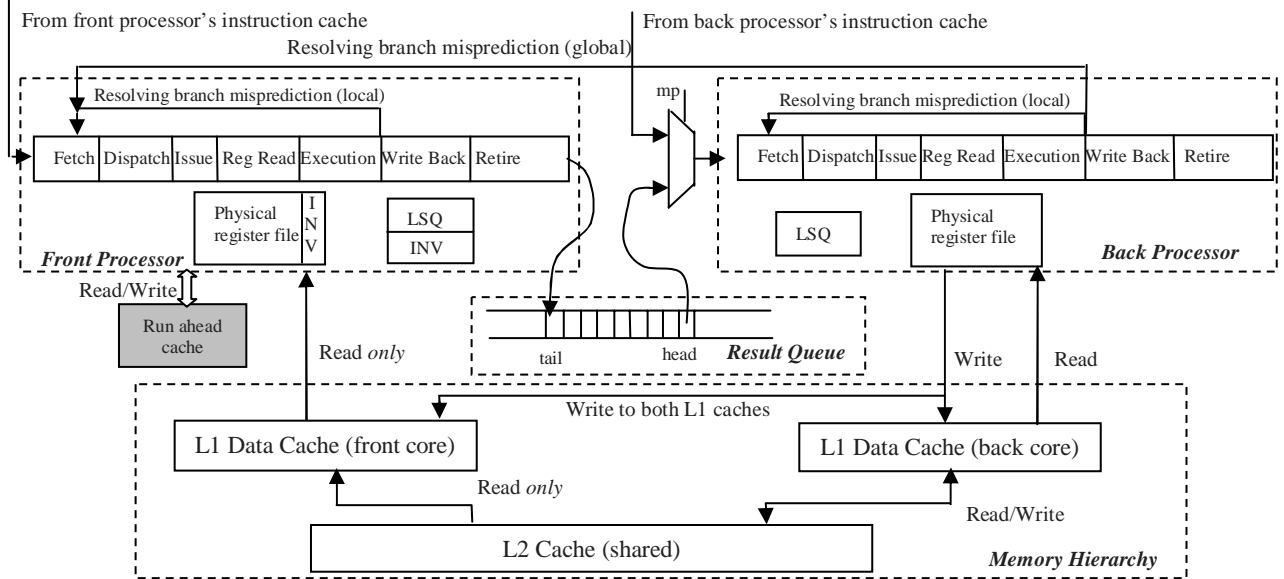 From front processor's instruction cache
From back processor's instruction cache
Resolving branch misprediction (global)
Resolving branch misprediction (local)
Fetch Dispatch Issue Reg Read Execution Write Back Retire
Physical
register file
I
N
V
LSQ
INV
Front Processor
mp
Resolving branch misprediction (local)
Fetch Dispatch Issue Reg Read Execution Write Back Retire
LSQ
Physical
register file
Back Processor
Read/Write
Run ahead
cache
Read only
tail
head
Result Queue
Write
Read
Write to both L1 caches
L1 Data Cache (front core)
L1 Data Cache (back core)
Read only
Read/Write
L2 Cache (shared)
Memory Hierarchy